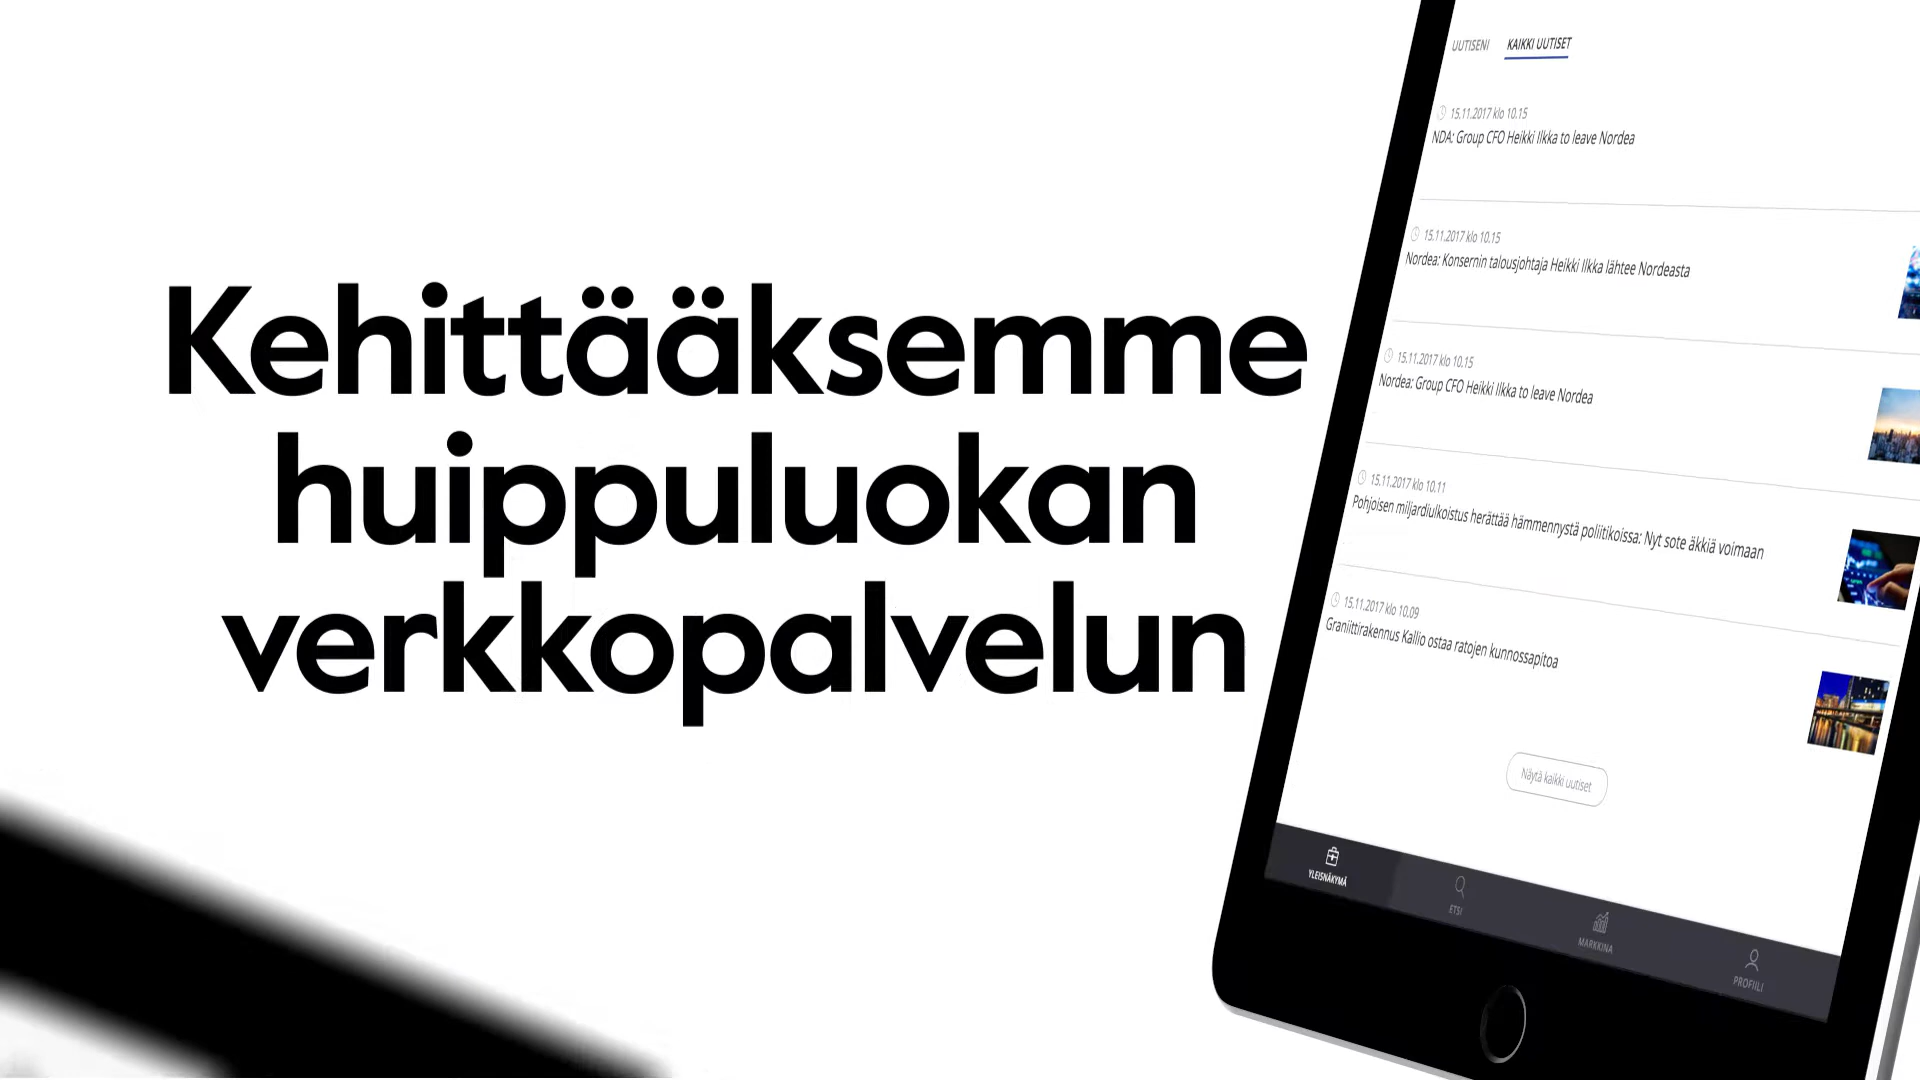 Kehittääksemme
huippuluokan
verkkopalvelun
UUTISENI KAIKKI UUTISET
15.11.2017 klo 10.15
NDA: Group CFO Heikki Ilkka to leave Nordea
15.11.2017 klo 10.15
Nordea: Konsernin talousjohtaja Heikki Ilkka lähtee Nordeasta
15.11.2017 klo 10.15
Nordea: Group CFO Heikki Ilkka to leave Nordea
15.11.2017 klo 10.11
Pohjoisen miljardiulkoistus herättää hämmennystä poliitikoissa: Nyt sote äkkiä voimaan
15.11.2017 klo 10.09
Graniittirakennus Kallio ostaa ratojen kunnossapitoa
Näytä kaikki uutiset
YLEISNÄKYMÄ ETSI MARKKINA PROFIILI